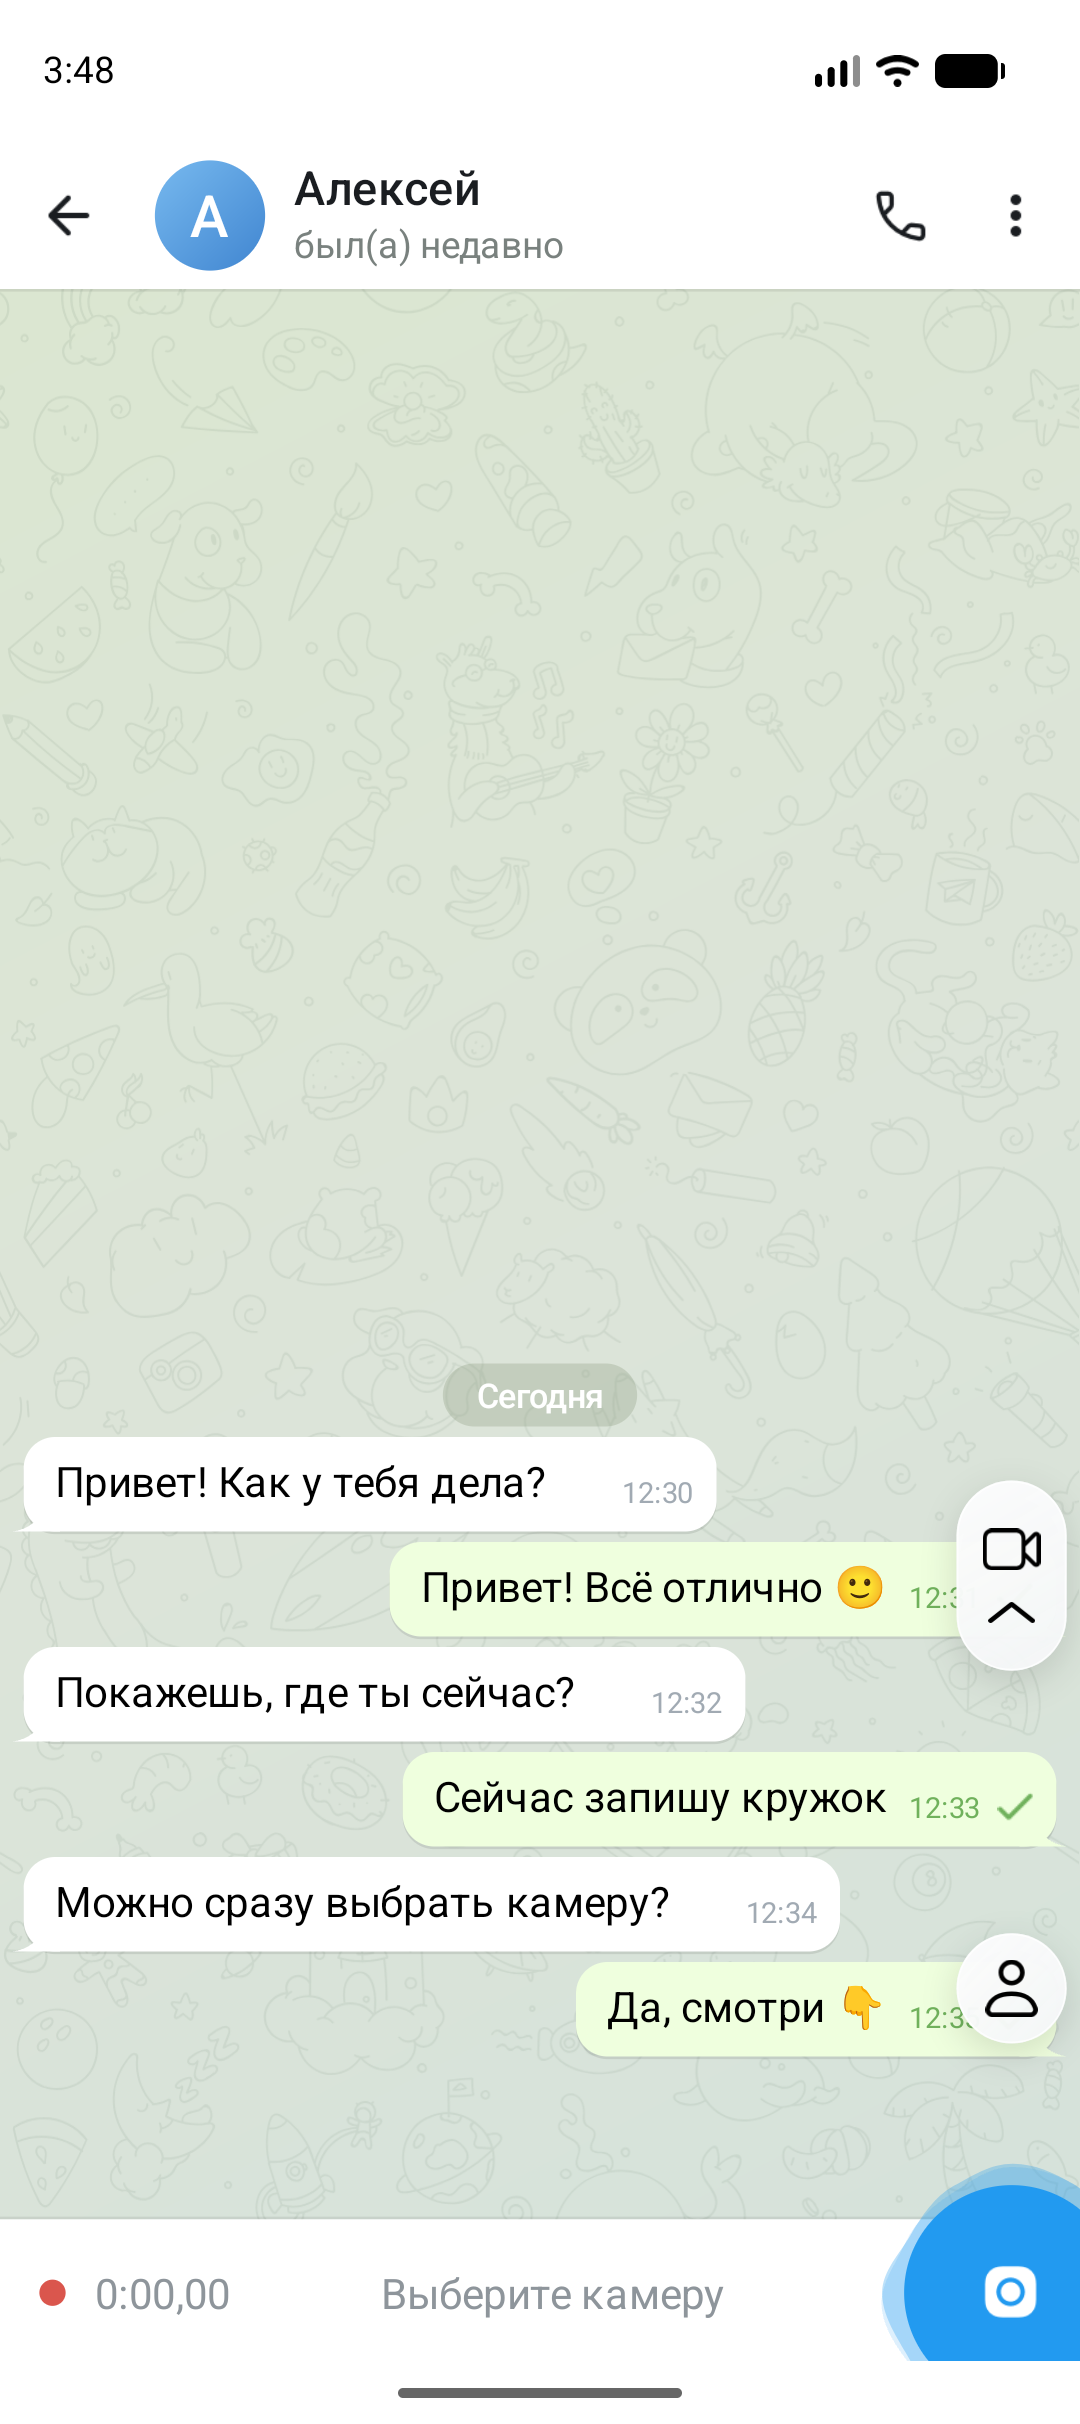 3:48
А
Алексей
был(а) недавно
Сегодня
Привет! Как у тебя дела? 12:30
Привет! Всё отлично 🙂
Покажешь, где ты сейчас? 12:32
Сейчас запишу кружок 12:33
Можно сразу выбрать камеру? 12:34
Да, смотри 👇
0:00,00 Выберите камеру